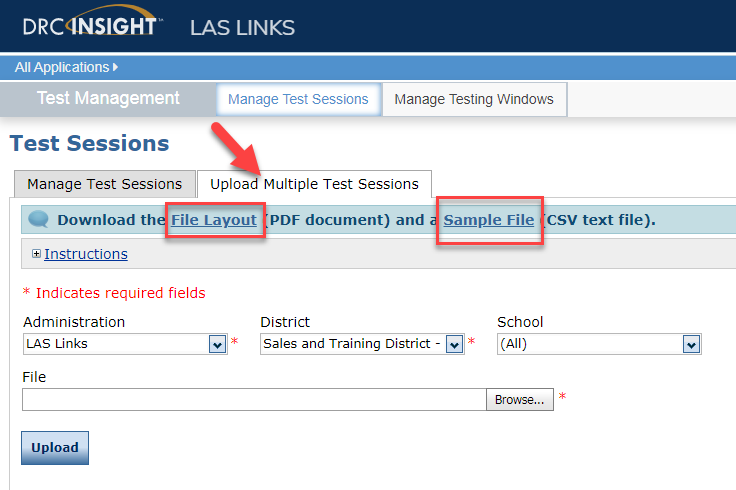 DRC INSIGHT™ LAS LINKS
All Applications
Test Management Manage Test Sessions Manage Testing Windows
Test Sessions
Manage Test Sessions Upload Multiple Test Sessions
Download the File Layout (PDF document) and a Sample File (CSV text file).
Instructions
* Indicates required fields
Administration District School
LAS Links * Sales and Training District - * (All)
File
Browse... *
Upload